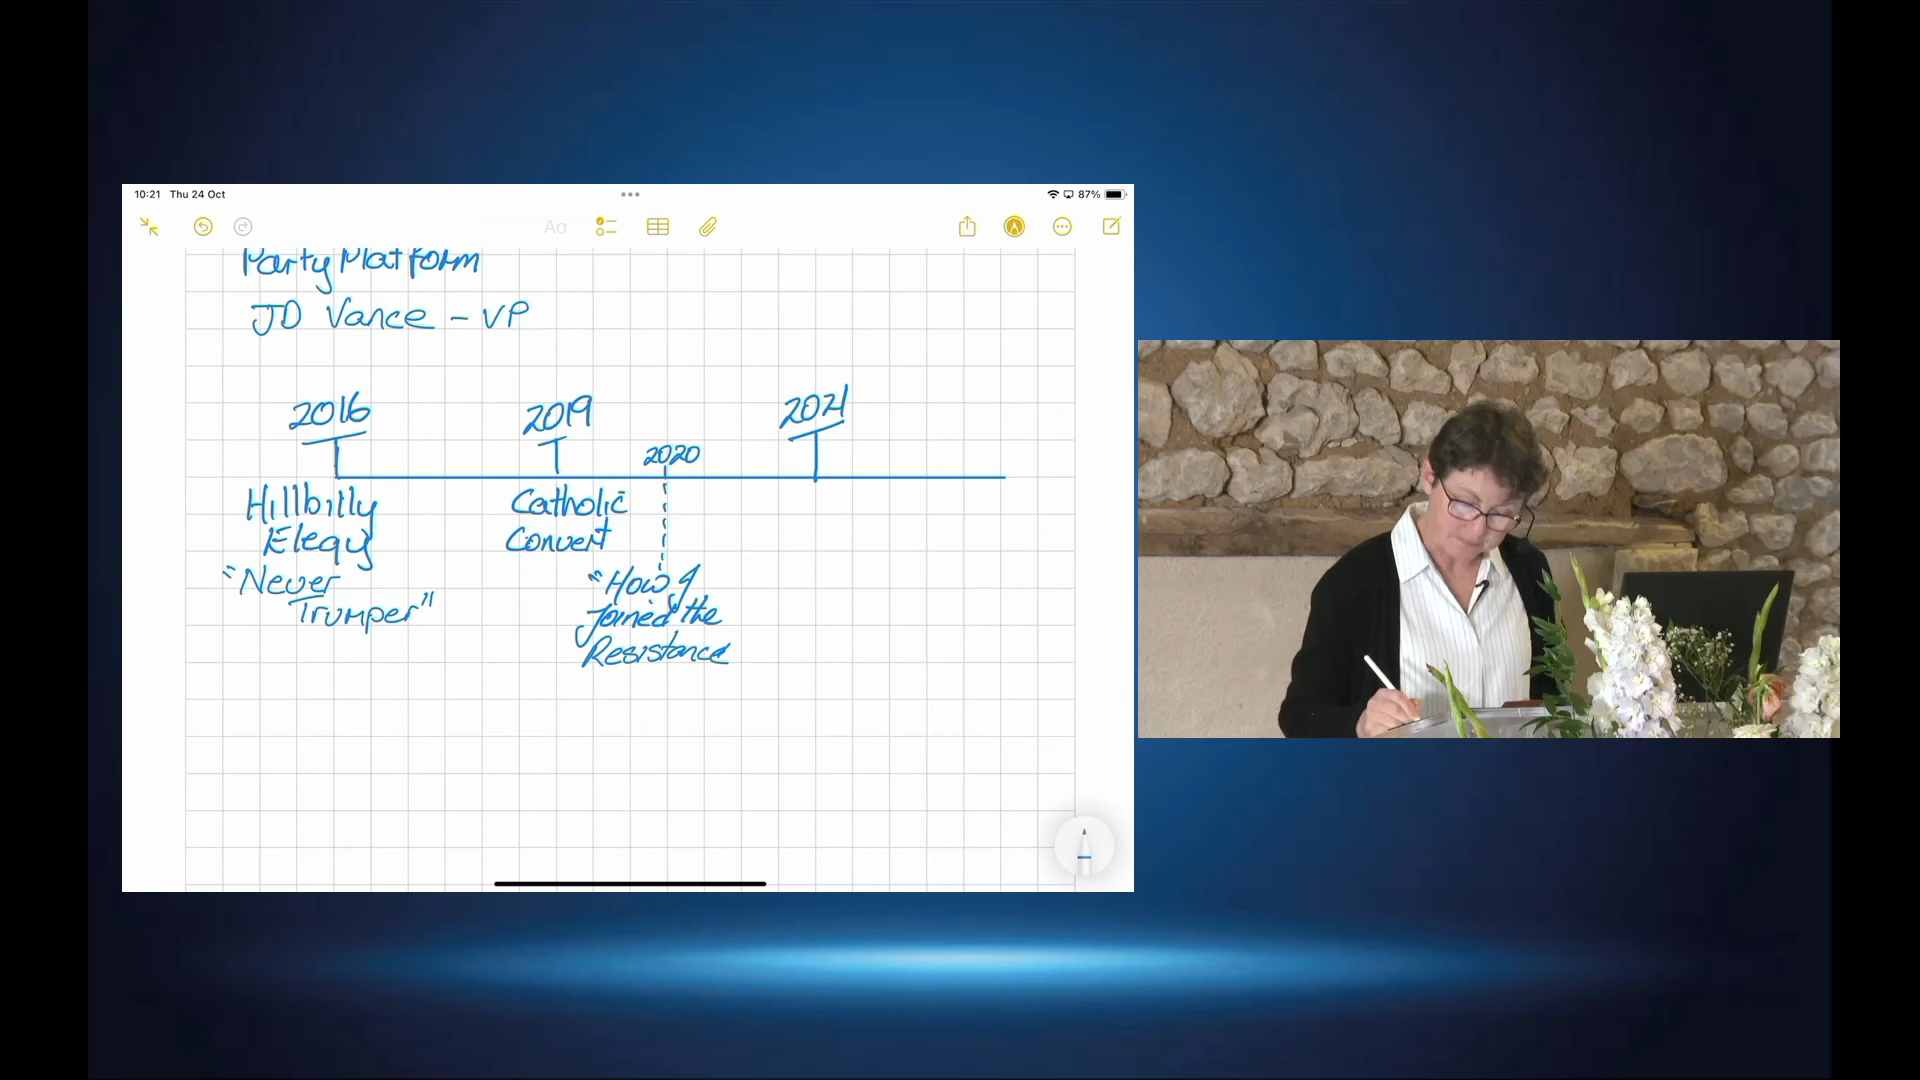 10:21 Thu 24 Oct
87%
Aa
Party Platform
JD Vance - VP
2016
2019
2020
2021
Hillbilly
Elegy
"Never
Trumper"
Catholic
Convert
"How I
Joined the
Resistance